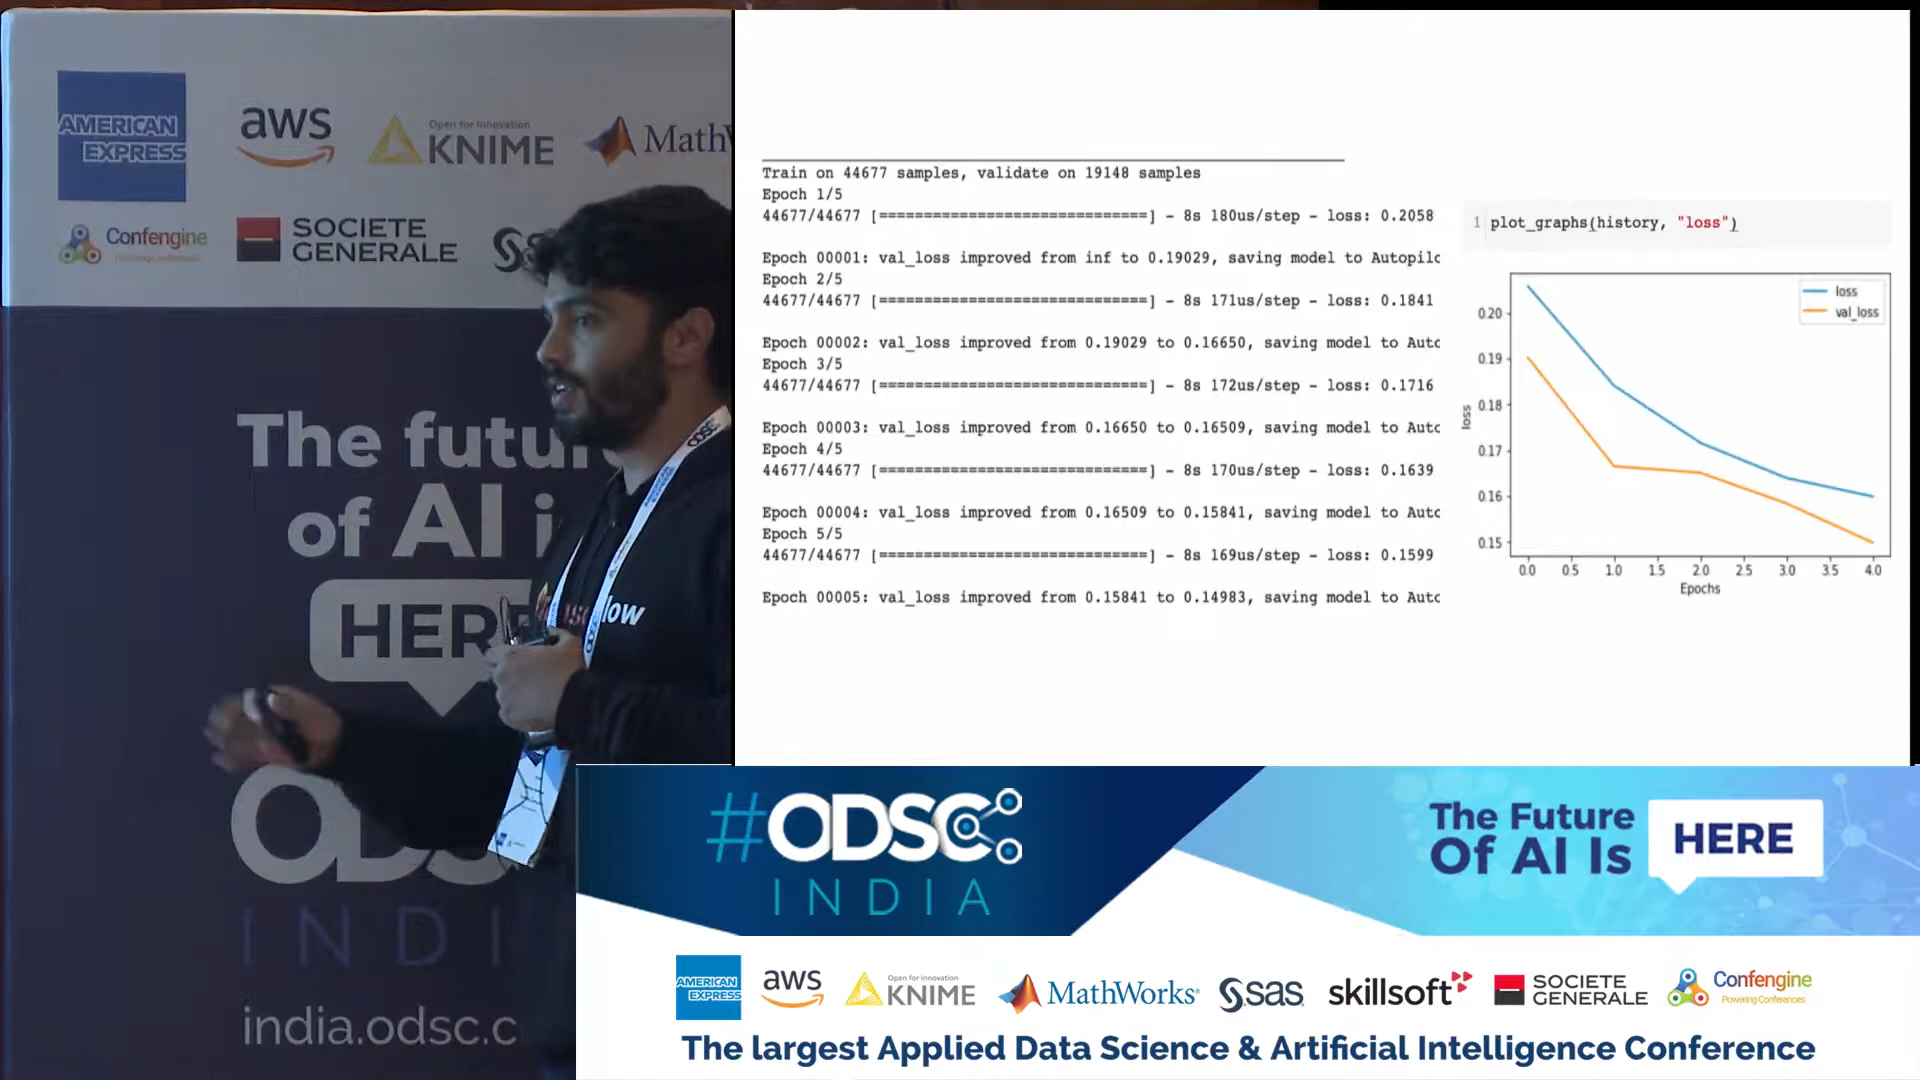 AMERICAN
EXPRESS
aws
Open for Innovation
KNIME
MathW
Confengine
Powering Conferences
SOCIETE
GENERALE
The futur
of AI i
HERE
ODSC
INDI
india.odsc.c
ODSC
low
Train on 44677 samples, validate on 19148 samples
Epoch 1/5
44677/44677 [==============================] - 8s 180us/step - loss: 0.2058
Epoch 00001: val_loss improved from inf to 0.19029, saving model to Autopilo
Epoch 2/5
44677/44677 [==============================] - 8s 171us/step - loss: 0.1841
Epoch 00002: val_loss improved from 0.19029 to 0.16650, saving model to Auto
Epoch 3/5
44677/44677 [==============================] - 8s 172us/step - loss: 0.1716
Epoch 00003: val_loss improved from 0.16650 to 0.16509, saving model to Auto
Epoch 4/5
44677/44677 [==============================] - 8s 170us/step - loss: 0.1639
Epoch 00004: val_loss improved from 0.16509 to 0.15841, saving model to Auto
Epoch 5/5
44677/44677 [==============================] - 8s 169us/step - loss: 0.1599
Epoch 00005: val_loss improved from 0.15841 to 0.14983, saving model to Auto
1 plot_graphs(history, "loss")
loss
val_loss
0.20
0.19
0.18
0.17
0.16
0.15
loss
0.0 0.5 1.0 1.5 2.0 2.5 3.0 3.5 4.0
Epochs
#ODSC
INDIA
The Future
Of AI Is
HERE
AMERICAN
EXPRESS
aws
Open for Innovation
KNIME
MathWorks®
SSAS
skillsoft
SOCIETE
GENERALE
Confengine
Powering Conferences
The largest Applied Data Science & Artificial Intelligence Conference